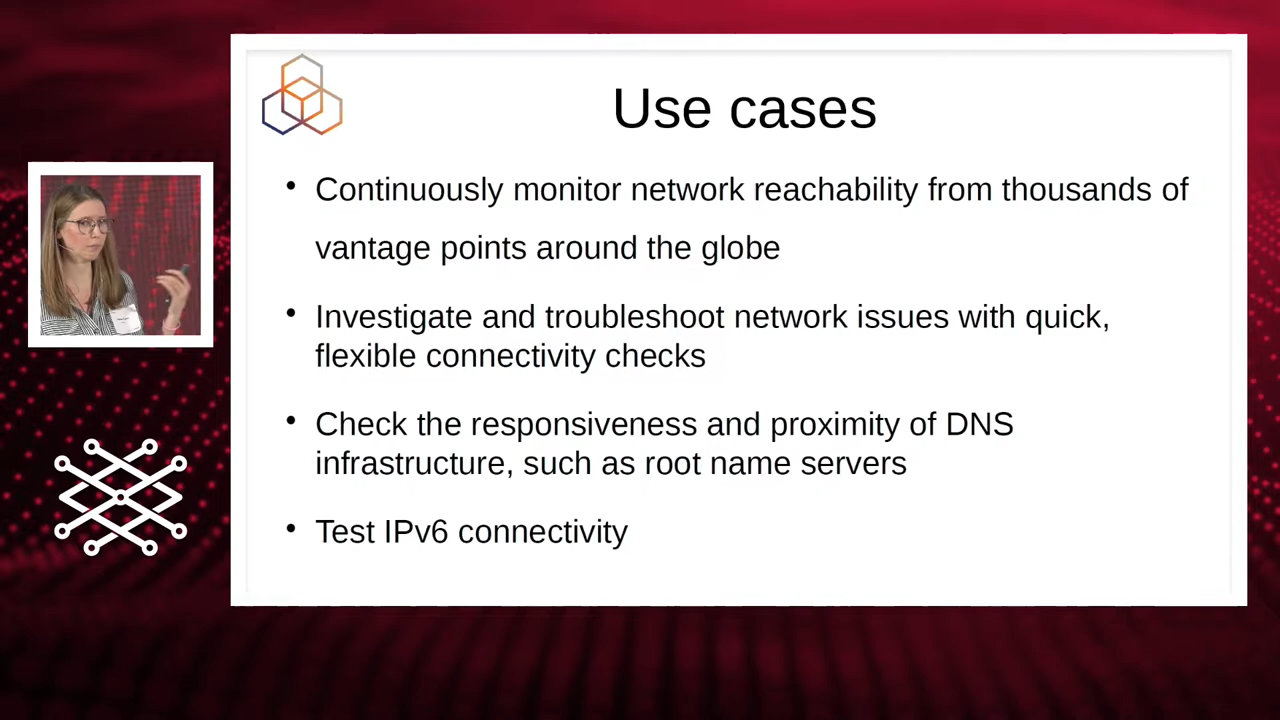 Use cases
• Continuously monitor network reachability from thousands of
vantage points around the globe
• Investigate and troubleshoot network issues with quick,
flexible connectivity checks
• Check the responsiveness and proximity of DNS
infrastructure, such as root name servers
• Test IPv6 connectivity